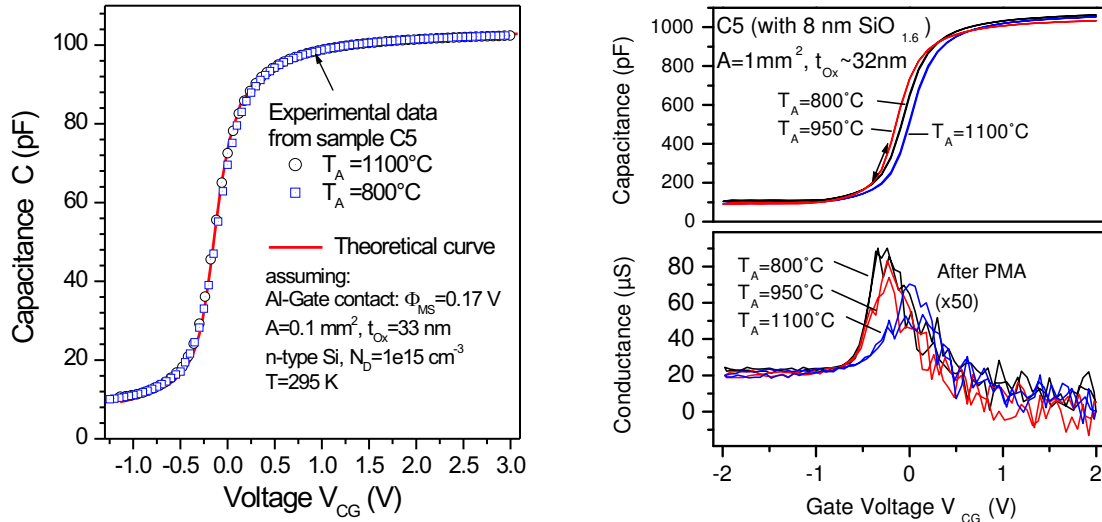 Capacitance C (pF)
100
80
60
40
20
0
Experimental data
from sample C5
T_A =1100°C
T_A =800°C
Theoretical curve
assuming:
Al-Gate contact: Φ_MS=0.17 V
A=0.1 mm², t_Ox=33 nm
n-type Si, N_D=1e15 cm⁻³
T=295 K
-1.0 -0.5 0.0 0.5 1.0 1.5 2.0 2.5 3.0
Voltage V_CG (V)
Capacitance (pF)
1000
800
600
400
200
0
C5 (with 8 nm SiO_1.6)
A=1mm², t_Ox~32nm
T_A=800°C
T_A=950°C
T_A=1100°C
Conductance (µS)
80
60
40
20
0
T_A=800°C
T_A=950°C
T_A=1100°C
After PMA
(x50)
-2 -1 0 1 2
Gate Voltage V_CG (V)